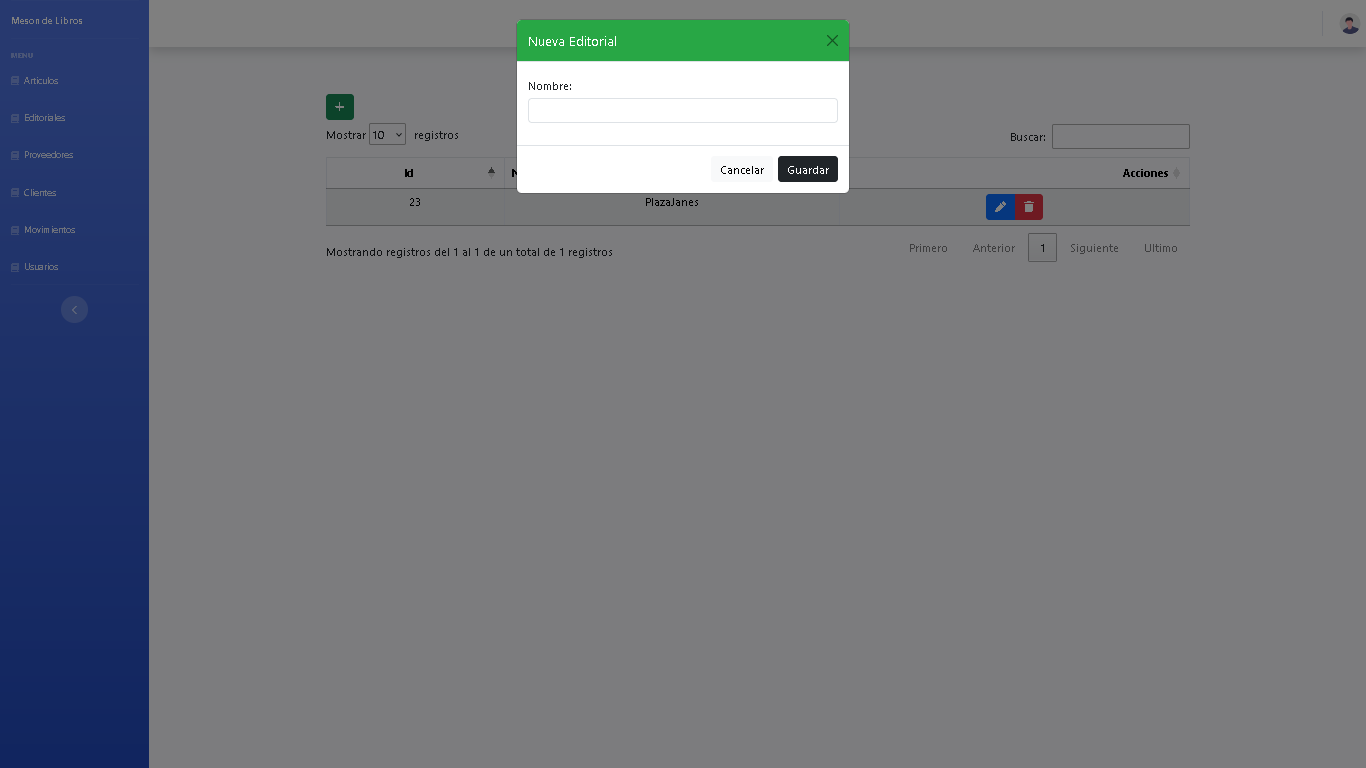 Meson de Libros
MENU
Articulos
Editoriales
Proveedores
Clientes
Movimientos
Usuarios
Nueva Editorial
Nombre:
Cancelar Guardar
+
Mostrar 10 registros
Buscar:
Id N Acciones
23 PlazaJanes
Mostrando registros del 1 al 1 de un total de 1 registros
Primero Anterior 1 Siguiente Ultimo